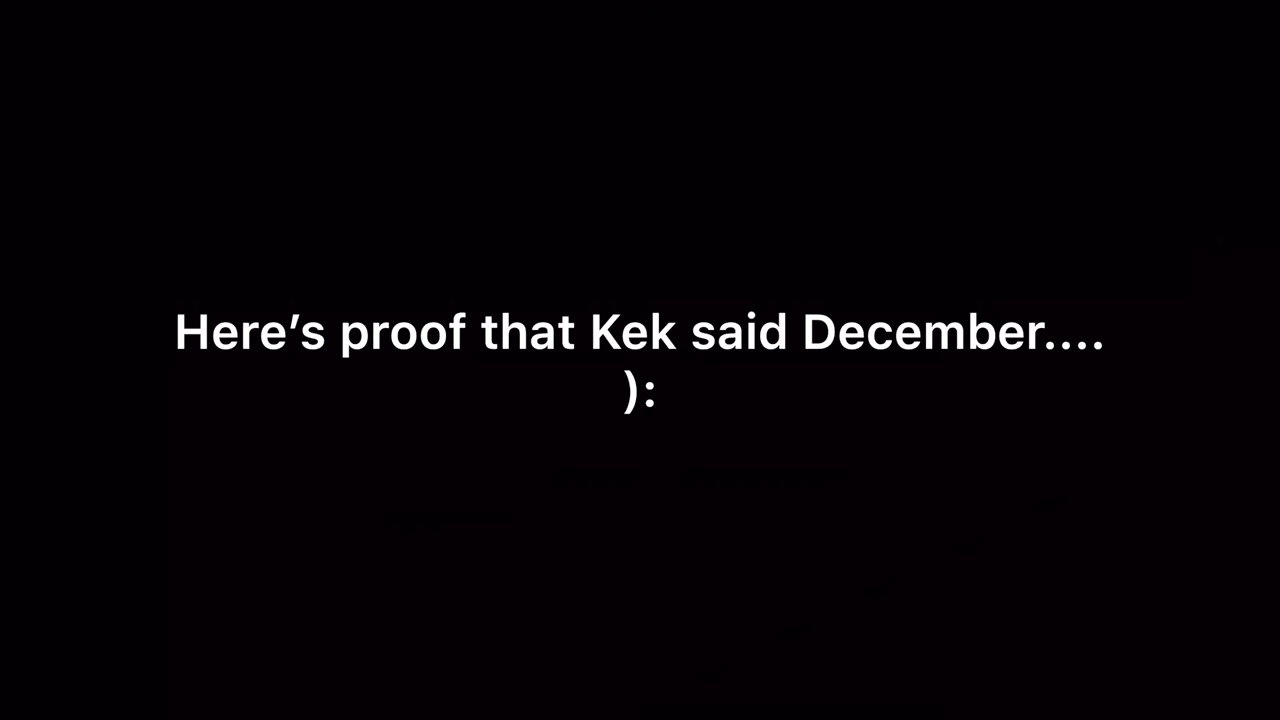 Here’s proof that Kek said December....
):